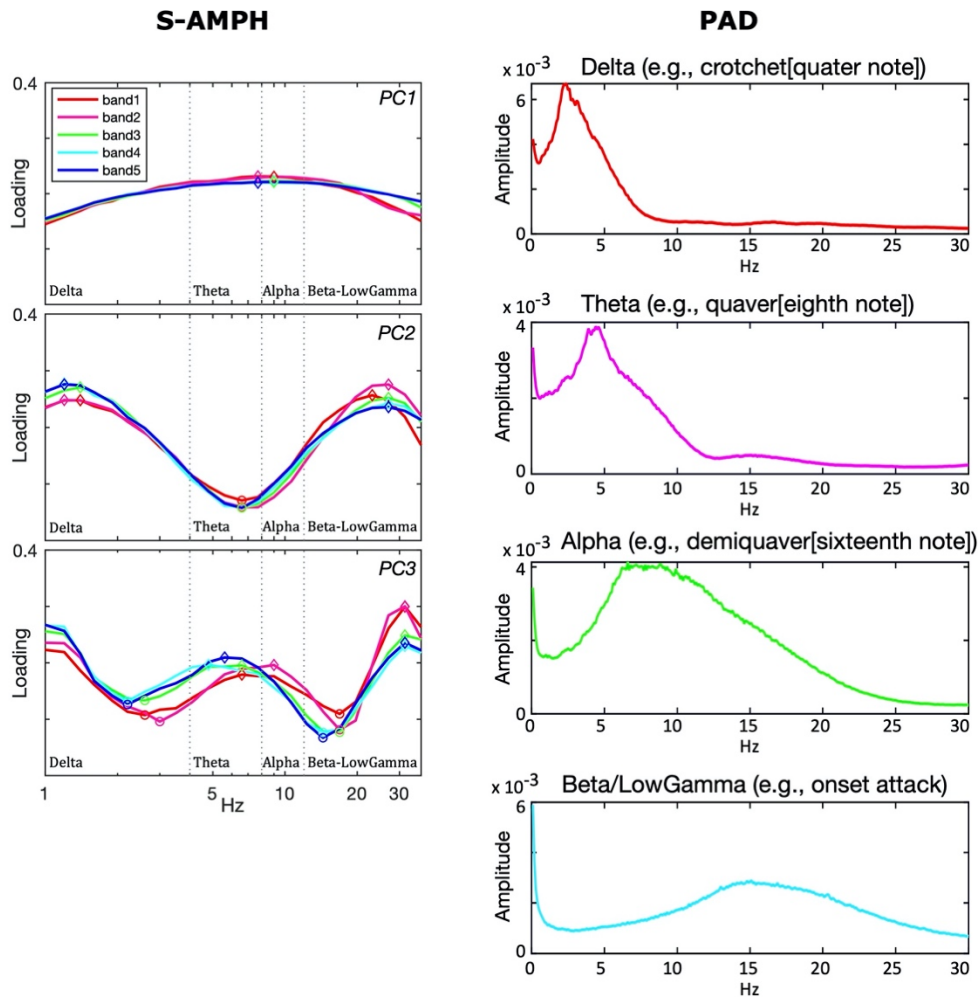 S-AMPH
0.4
PC1
band1
band2
band3
band4
band5
Loading
Delta
Theta
Alpha
Beta-LowGamma
0.4
PC2
Loading
Delta
Theta
Alpha
Beta-LowGamma
0.4
PC3
Loading
Delta
Theta
Alpha
Beta-LowGamma
1 5 10 20 30
Hz
PAD
x 10-3
Delta (e.g., crotchet[quater note])
6
Amplitude
0
0 5 10 15 20 25 30
Hz
x 10-3
Theta (e.g., quaver[eighth note])
4
Amplitude
0
0 5 10 15 20 25 30
Hz
x 10-3
Alpha (e.g., demiquaver[sixteenth note])
4
Amplitude
0
0 5 10 15 20 25 30
Hz
x 10-3
Beta/LowGamma (e.g., onset attack)
6
Amplitude
0
0 5 10 15 20 25 30
Hz